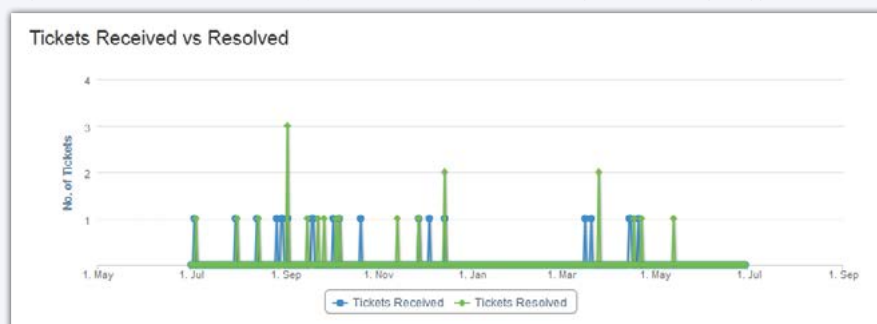 Tickets Received vs Resolved
4
3
2
1
No. of Tickets
1. May 1. Jul 1. Sep 1. Nov 1. Jan 1. Mar 1. May 1. Jul 1. Sep
Tickets Received Tickets Resolved